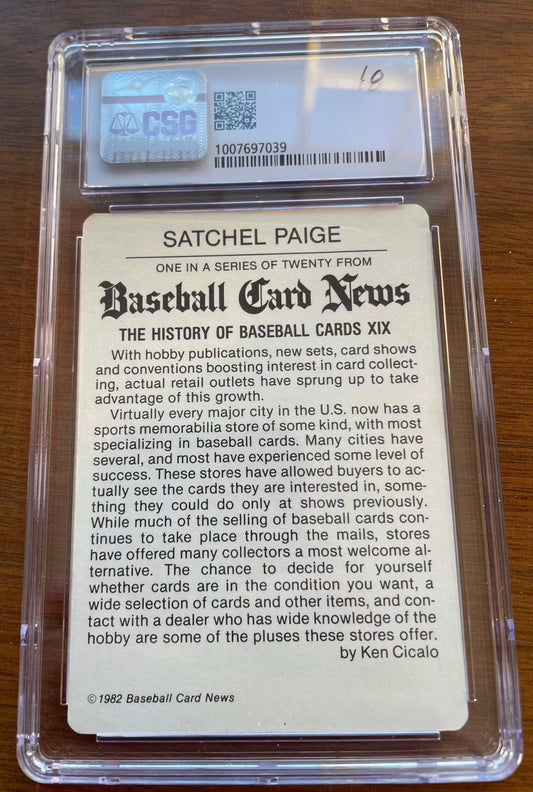 CSG
18
1007697039
SATCHEL PAIGE
ONE IN A SERIES OF TWENTY FROM
Baseball Card News
THE HISTORY OF BASEBALL CARDS XIX
With hobby publications, new sets, card shows
and conventions boosting interest in card collect-
ing, actual retail outlets have sprung up to take
advantage of this growth.
Virtually every major city in the U.S. now has a
sports memorabilia store of some kind, with most
specializing in baseball cards. Many cities have
several, and most have experienced some level of
success. These stores have allowed buyers to ac-
tually see the cards they are interested in, some-
thing they could do only at shows previously.
While much of the selling of baseball cards con-
tinues to take place through the mails, stores
have offered many collectors a most welcome al-
ternative. The chance to decide for yourself
whether cards are in the condition you want, a
wide selection of cards and other items, and con-
tact with a dealer who has wide knowledge of the
hobby are some of the pluses these stores offer.
by Ken Cicalo
©1982 Baseball Card News